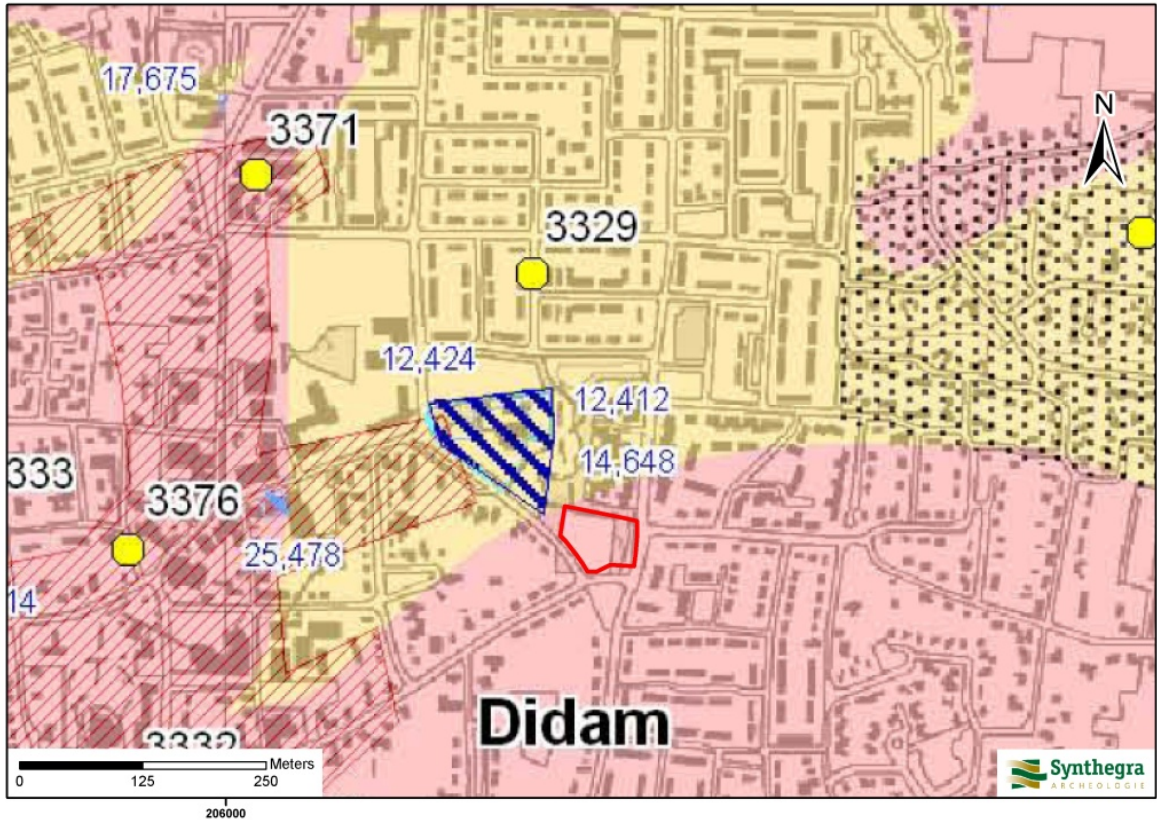 17,675
3371
N
3329
12,424
12,412
14,648
333
3376
25,478
14
Didam
3332
Meters
0 125 250
Synthegra
ARCHEOLOGIE
206000